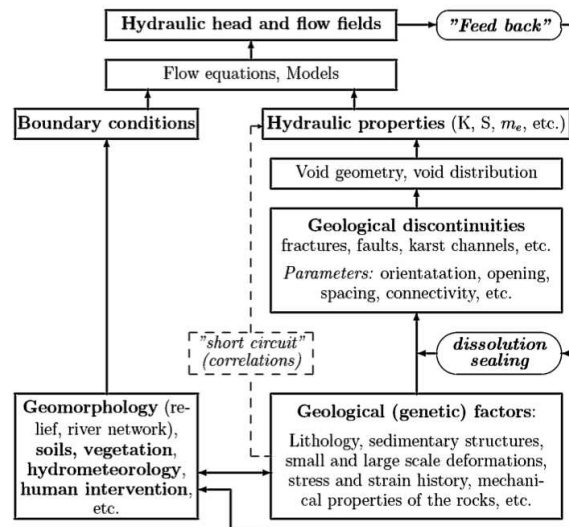 Hydraulic head and flow fields
"Feed back"
Flow equations, Models
Boundary conditions
Hydraulic properties (K, S, mₑ, etc.)
Void geometry, void distribution
Geological discontinuities
fractures, faults, karst channels, etc.
Parameters: orientatation, opening,
spacing, connectivity, etc.
"short circuit"
(correlations)
dissolution
sealing
Geomorphology (re-
lief, river network),
soils, vegetation,
hydrometeorology,
human intervention,
etc.
Geological (genetic) factors:
Lithology, sedimentary structures,
small and large scale deformations,
stress and strain history, mechani-
cal properties of the rocks, etc.